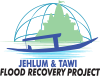 JEHLUM & TAWI
FLOOD RECOVERY PROJECT